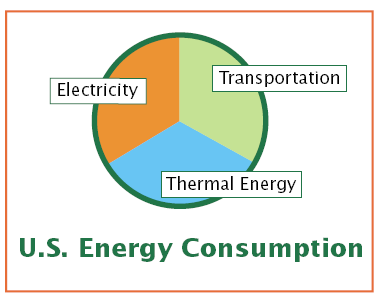 Transportation
Electricity
Thermal Energy
U.S. Energy Consumption